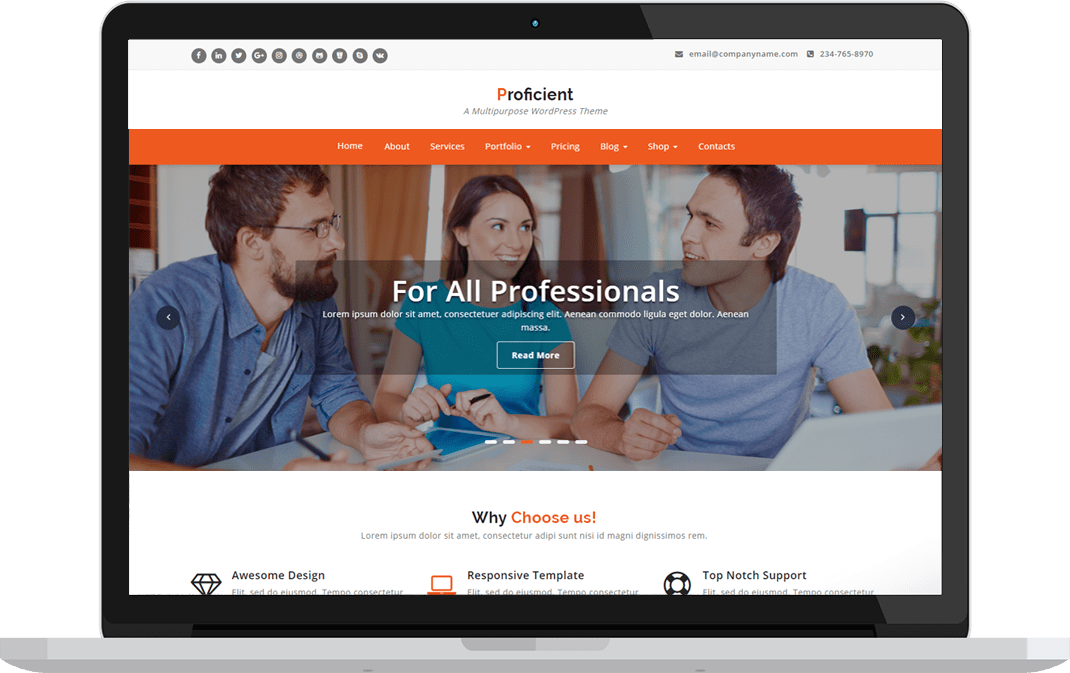 email@companyname.com 234-765-8970
Proficient
A Multipurpose WordPress Theme
Home About Services Portfolio Pricing Blog Shop Contacts
For All Professionals
Lorem ipsum dolor sit amet, consectetuer adipiscing elit. Aenean commodo ligula eget dolor. Aenean
massa.
Read More
Why Choose us!
Lorem ipsum dolor sit amet, consectetur adipi sunt nisi id magni dignissimos rem.
Awesome Design Responsive Template Top Notch Support
Elit, sed do eiusmod. Tempo consectetur Elit, sed do eiusmod. Tempo consectetur Elit, sed do eiusmod. Tempo consectetur